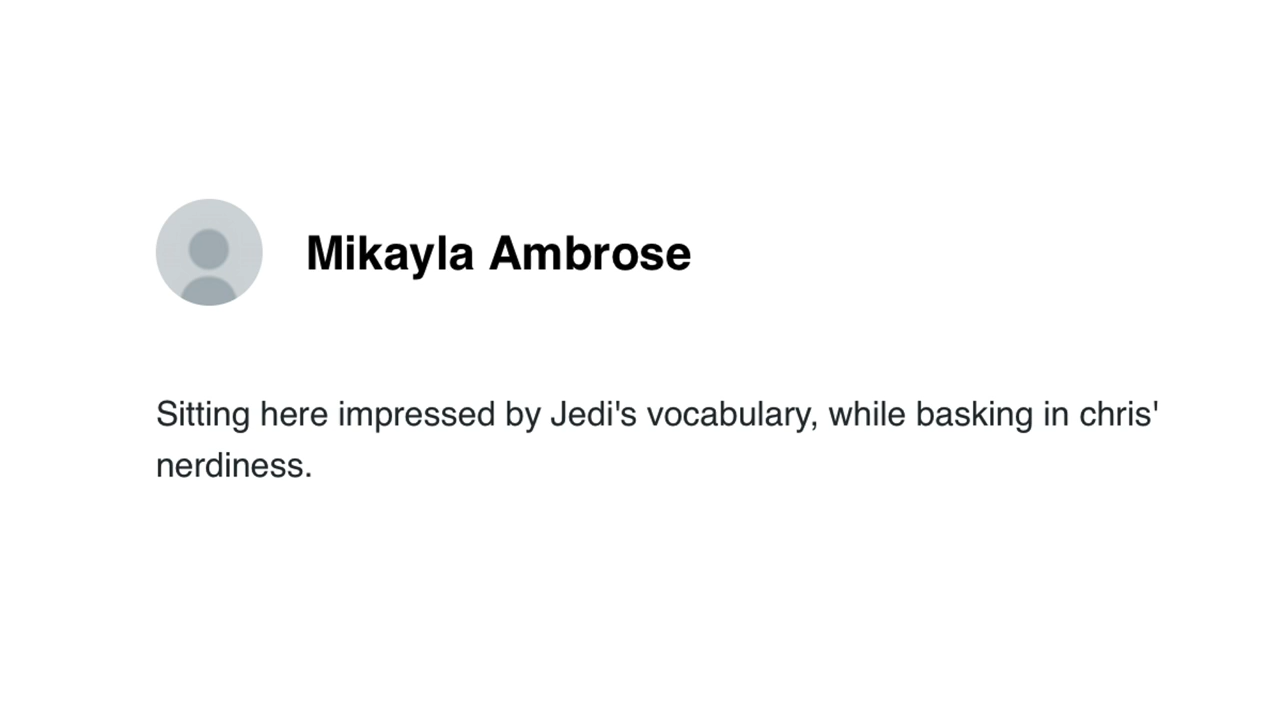 Mikayla Ambrose
Sitting here impressed by Jedi's vocabulary, while basking in chris'
nerdiness.